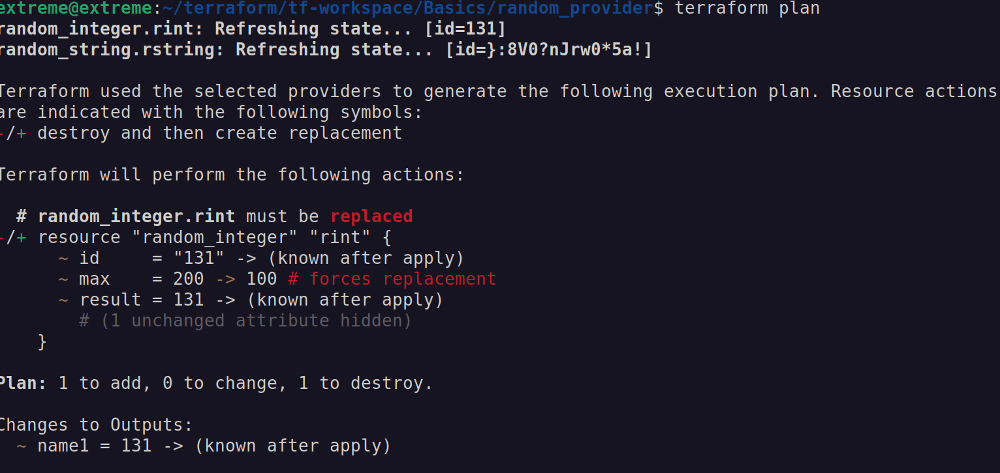 extreme@extreme:~/terraform/tf-workspace/Basics/random_provider$ terraform plan
random_integer.rint: Refreshing state... [id=131]
random_string.rstring: Refreshing state... [id=}:8V0?nJrw0*5a!]
Terraform used the selected providers to generate the following execution plan. Resource actions
are indicated with the following symbols:
-/+ destroy and then create replacement
Terraform will perform the following actions:
# random_integer.rint must be replaced
-/+ resource "random_integer" "rint" {
~ id     = "131" -> (known after apply)
~ max    = 200 -> 100 # forces replacement
~ result = 131 -> (known after apply)
# (1 unchanged attribute hidden)
}
Plan: 1 to add, 0 to change, 1 to destroy.
Changes to Outputs:
~ name1 = 131 -> (known after apply)